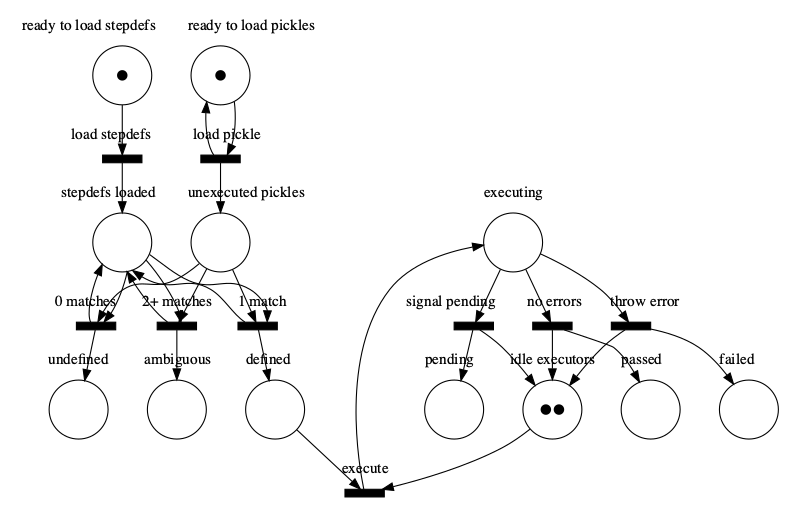 ready to load stepdefs
ready to load pickles
load stepdefs
load pickle
stepdefs loaded
unexecuted pickles
executing
0 matches
2+ matches
1 match
signal pending
no errors
throw error
undefined
ambiguous
defined
pending
idle executors
passed
failed
execute